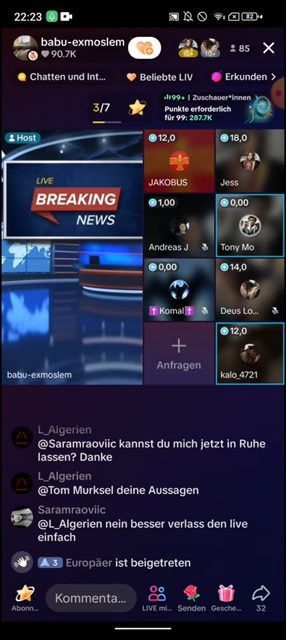 22:23
82
babu-exmoslem
90.7K
10+
10+
85
Chatten und Int...
Beliebte LIV
Erkunden
3/7
99+ | Zuschauer*innen
Punkte erforderlich
für 99: 287.7K
Host
LIVE
BREAKING
NEWS
babu-exmoslem
12,0
JAKOBUS
18,0
Jess
1,00
Andreas J
0,00
Tony Mo
0,00
✝️Komal✝️
14,0
Deus Lo...
+
Anfragen
12,0
kalo_4721
L_Algerien
@Saramraoviic kannst du mich jetzt in Ruhe
lassen? Danke
L_Algerien
@Tom Murksel deine Aussagen
Saramraoviic
@L_Algerien nein besser verlass den live
einfach
3 Europäer ist beigetreten
Abonn...
Kommenta...
LIVE mi...
Senden
Gesche...
32